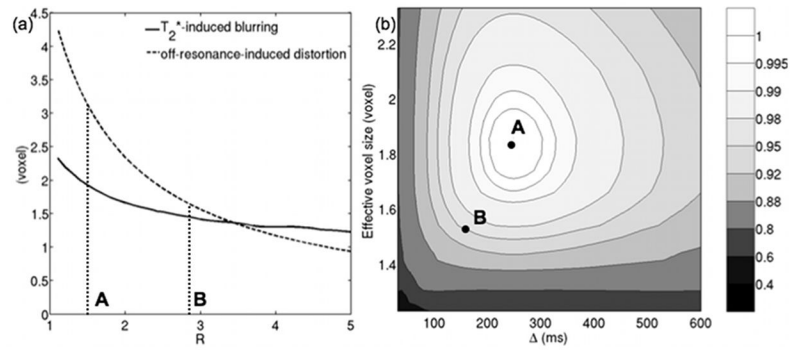 (a)
T2*-induced blurring
off-resonance-induced distortion
(voxel)
4.5
4
3.5
3
2.5
2
1.5
1
0.5
0
A
B
1 2 3 4 5
R
(b)
Effective voxel size (voxel)
2.2
2
1.8
1.6
1.4
A
B
100 200 300 400 500 600
Δ (ms)
1
0.995
0.99
0.98
0.95
0.92
0.88
0.8
0.6
0.4